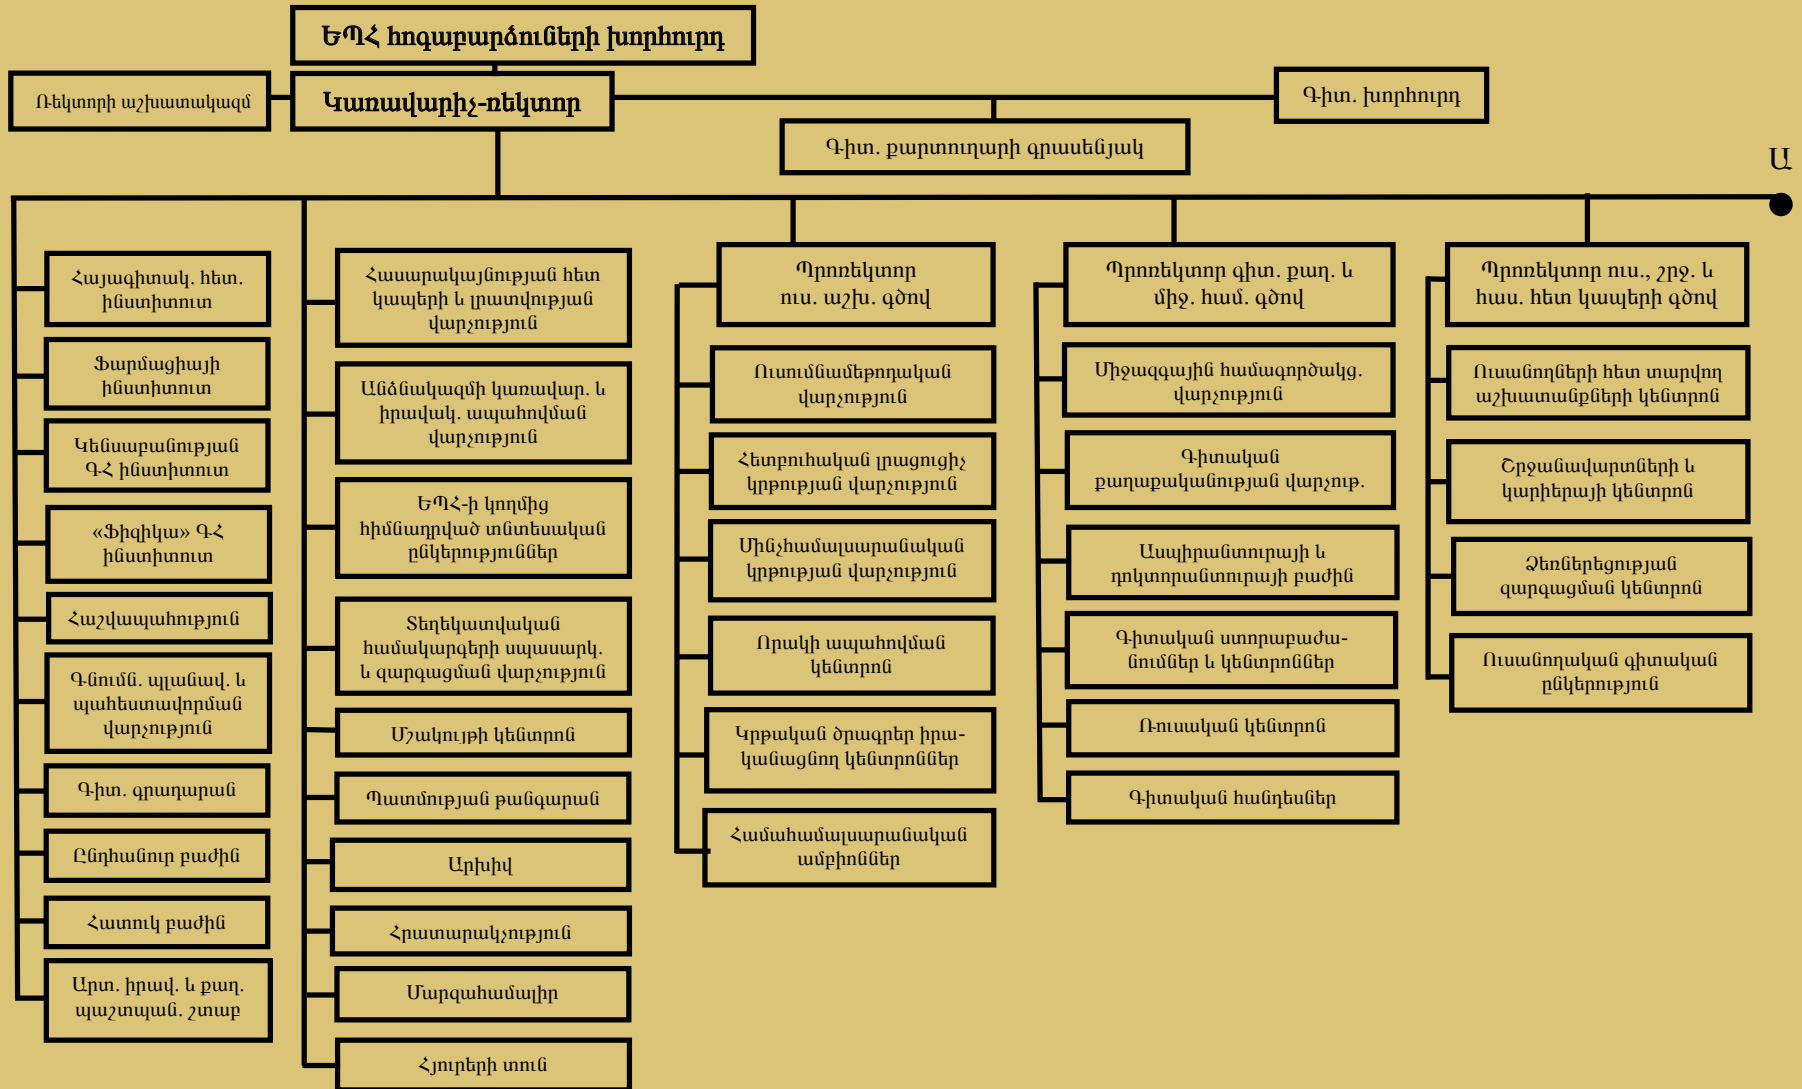 ԵՊՀ հոգաբարձուների խորհուրդ
Ռեկտորի աշխատակազմ
Կառավարիչ-ռեկտոր
Գիտ. խորհուրդ
Գիտ. քարտուղարի գրասենյակ
Ա
Հայագիտակ. հետ.
ինստիտուտ
Ֆարմացիայի
ինստիտուտ
Կենսաբանության
ԳՀ ինստիտուտ
«Ֆիզիկա» ԳՀ
ինստիտուտ
Հաշվապահություն
Գնումն. պլանավ. և
պահեստավորման
վարչություն
Գիտ. գրադարան
Ընդհանուր բաժին
Հատուկ բաժին
Արտ. իրավ. և քաղ.
պաշտպան. շտաբ
Հասարակայնության հետ
կապերի և լրատվության
վարչություն
Անձնակազմի կառավար. և
իրավակ. ապահովման
վարչություն
ԵՊՀ-ի կողմից
հիմնադրված տնտեսական
ընկերություններ
Տեղեկատվական
համակարգերի սպասարկ.
և զարգացման վարչություն
Մշակույթի կենտրոն
Պատմության թանգարան
Արխիվ
Հրատարակչություն
Մարզահամալիր
Հյուրերի տուն
Պրոռեկտոր
ուս. աշխ. գծով
Ուսումնամեթոդական
վարչություն
Հետբուհական լրացուցիչ
կրթության վարչություն
Մինչհամալսարանական
կրթության վարչություն
Որակի ապահովման
կենտրոն
Կրթական ծրագրեր իրա-
կանացնող կենտրոններ
Համահամալսարանական
ամբիոններ
Պրոռեկտոր գիտ. քաղ. և
միջ. համ. գծով
Միջազգային համագործակց.
վարչություն
Գիտական
քաղաքականության վարչութ.
Ասպիրանտուրայի և
դոկտորանտուրայի բաժին
Գիտական ստորաբաժա-
նումներ և կենտրոններ
Ռուսական կենտրոն
Գիտական հանդեսներ
Պրոռեկտոր ուս., շրջ. և
հաս. հետ կապերի գծով
Ուսանողների հետ տարվող
աշխատանքների կենտրոն
Շրջանավարտների և
կարիերայի կենտրոն
Ձեռներեցության
զարգացման կենտրոն
Ուսանողական գիտական
ընկերություն